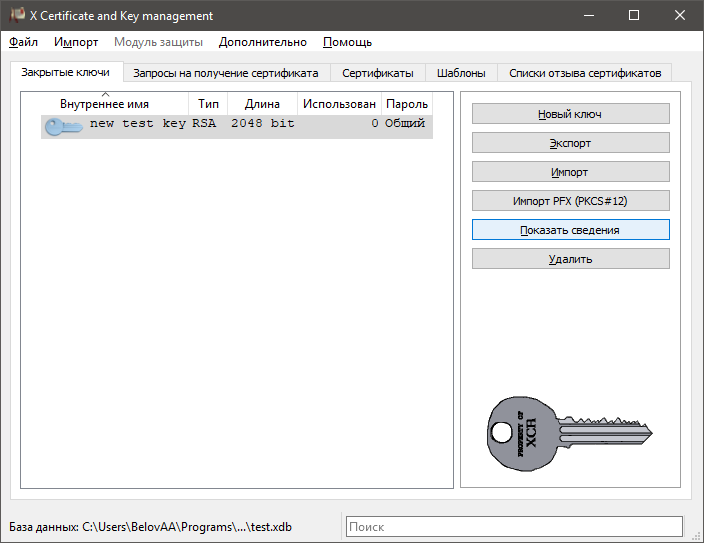 X Certificate and Key management
Файл Импорт Модуль защиты Дополнительно Помощь
Закрытые ключи Запросы на получение сертификата Сертификаты Шаблоны Списки отзыва сертификатов
Внутреннее имя Тип Длина Использован Пароль
new test key RSA 2048 bit 0 Общий
Новый ключ
Экспорт
Импорт
Импорт PFX (PKCS#12)
Показать сведения
Удалить
PROPERTY OF
XCA
База данных: C:\Users\BelovAA\Programs\...\test.xdb
Поиск